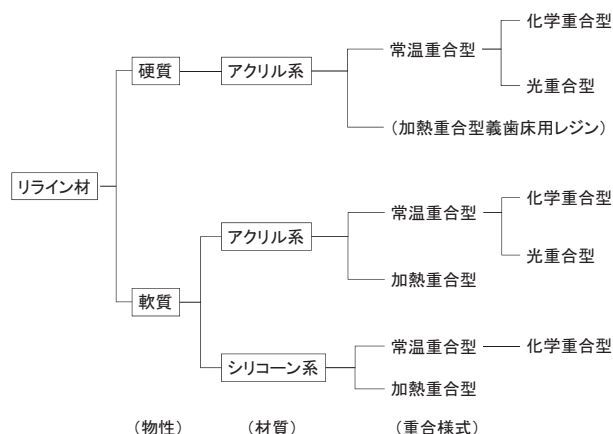 化学重合型
硬質
アクリル系
常温重合型
光重合型
(加熱重合型義歯床用レジン)
リライン材
化学重合型
アクリル系
常温重合型
光重合型
加熱重合型
軟質
シリコーン系
常温重合型
化学重合型
加熱重合型
(物性)
(材質)
(重合様式)